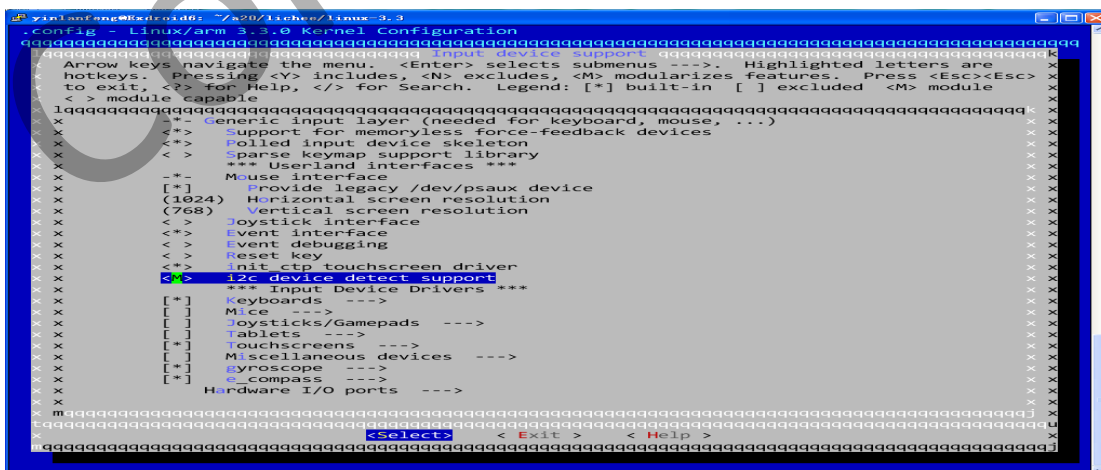 yinlanfang@Exdroid6: ~/a20/lichee/linux-3.3
.config - Linux/arm 3.3.0 Kernel Configuration
Input device support
Arrow keys navigate the menu. <Enter> selects submenus --->. Highlighted letters are
hotkeys. Pressing <Y> includes, <N> excludes, <M> modularizes features. Press <Esc><Esc>
to exit, <?> for Help, </> for Search. Legend: [*] built-in [ ] excluded <M> module
< > module capable
-*- Generic input layer (needed for keyboard, mouse, ...)
<*> Support for memoryless force-feedback devices
<*> Polled input device skeleton
< > Sparse keymap support library
*** Userland interfaces ***
-*- Mouse interface
[*] Provide legacy /dev/psaux device
(1024) Horizontal screen resolution
(768) Vertical screen resolution
< > Joystick interface
<*> Event interface
< > Event debugging
< > Reset key
<*> init_ctp touchscreen driver
<M> i2c device detect support
*** Input Device Drivers ***
[*] Keyboards --->
[ ] Mice --->
[ ] Joysticks/Gamepads --->
[ ] Tablets --->
[*] Touchscreens --->
[ ] Miscellaneous devices --->
[*] gyroscope --->
[*] e_compass --->
Hardware I/O ports --->
<Select> < Exit > < Help >